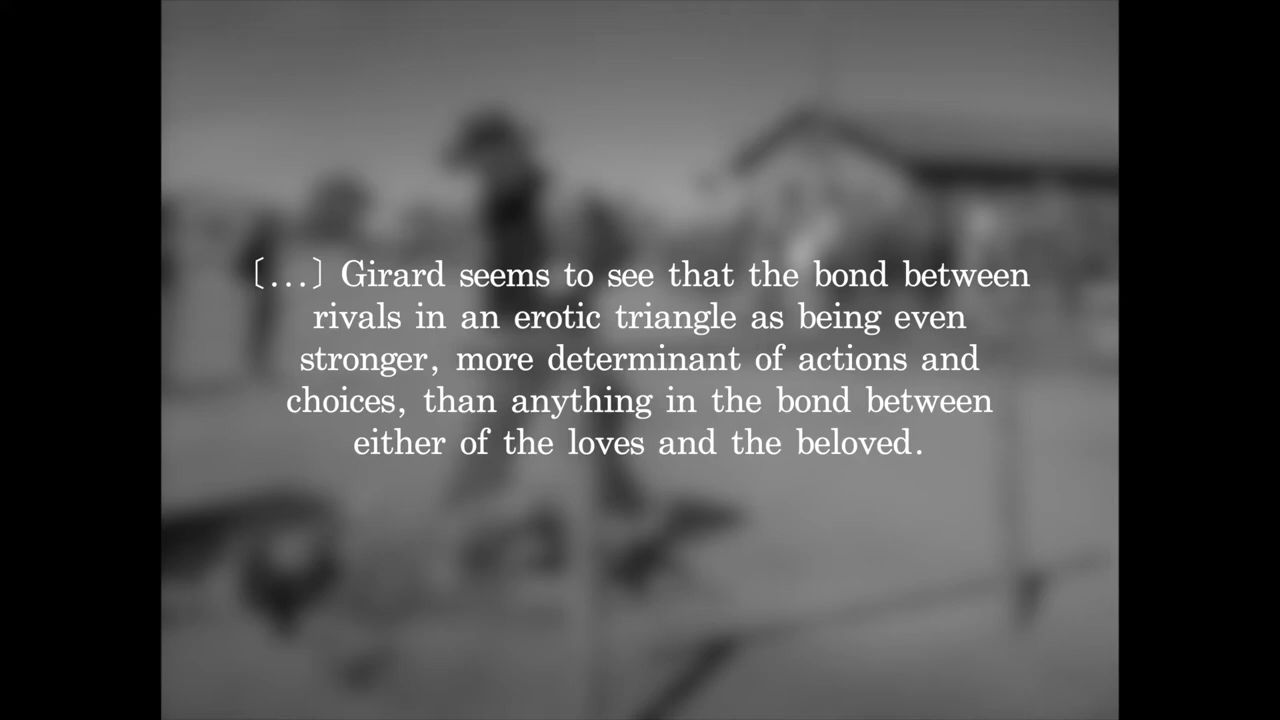 〔...〕 Girard seems to see that the bond between
rivals in an erotic triangle as being even
stronger, more determinant of actions and
choices, than anything in the bond between
either of the loves and the beloved.